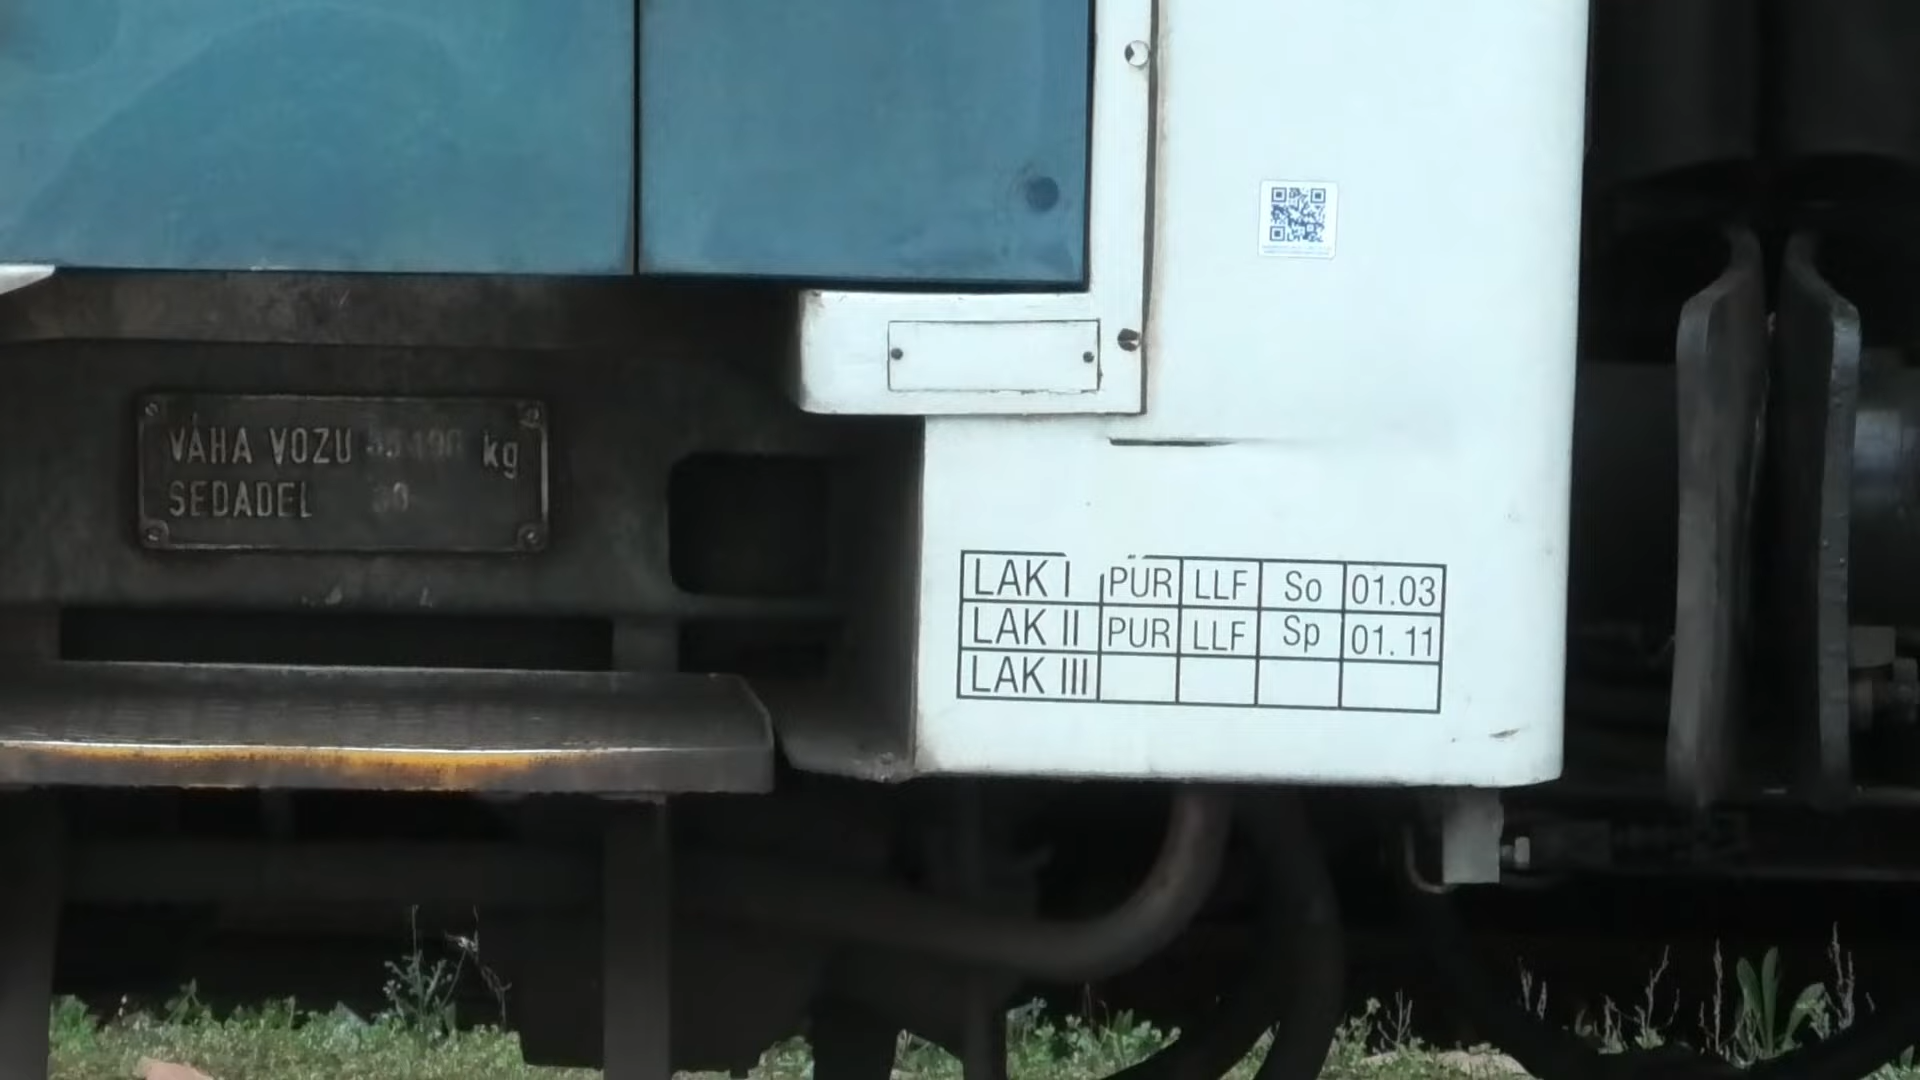 VÁHA VOZU kg
SEDADEL
LAK I PUR LLF So 01.03
LAK II PUR LLF Sp 01.11
LAK III